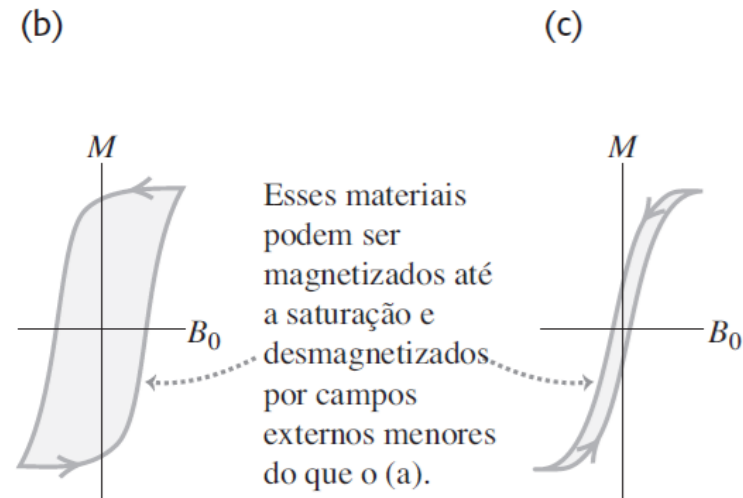 (b)
(c)
M
M
Esses materiais
podem ser
magnetizados até
a saturação e
desmagnetizados
por campos
externos menores
do que o (a).
B₀
B₀